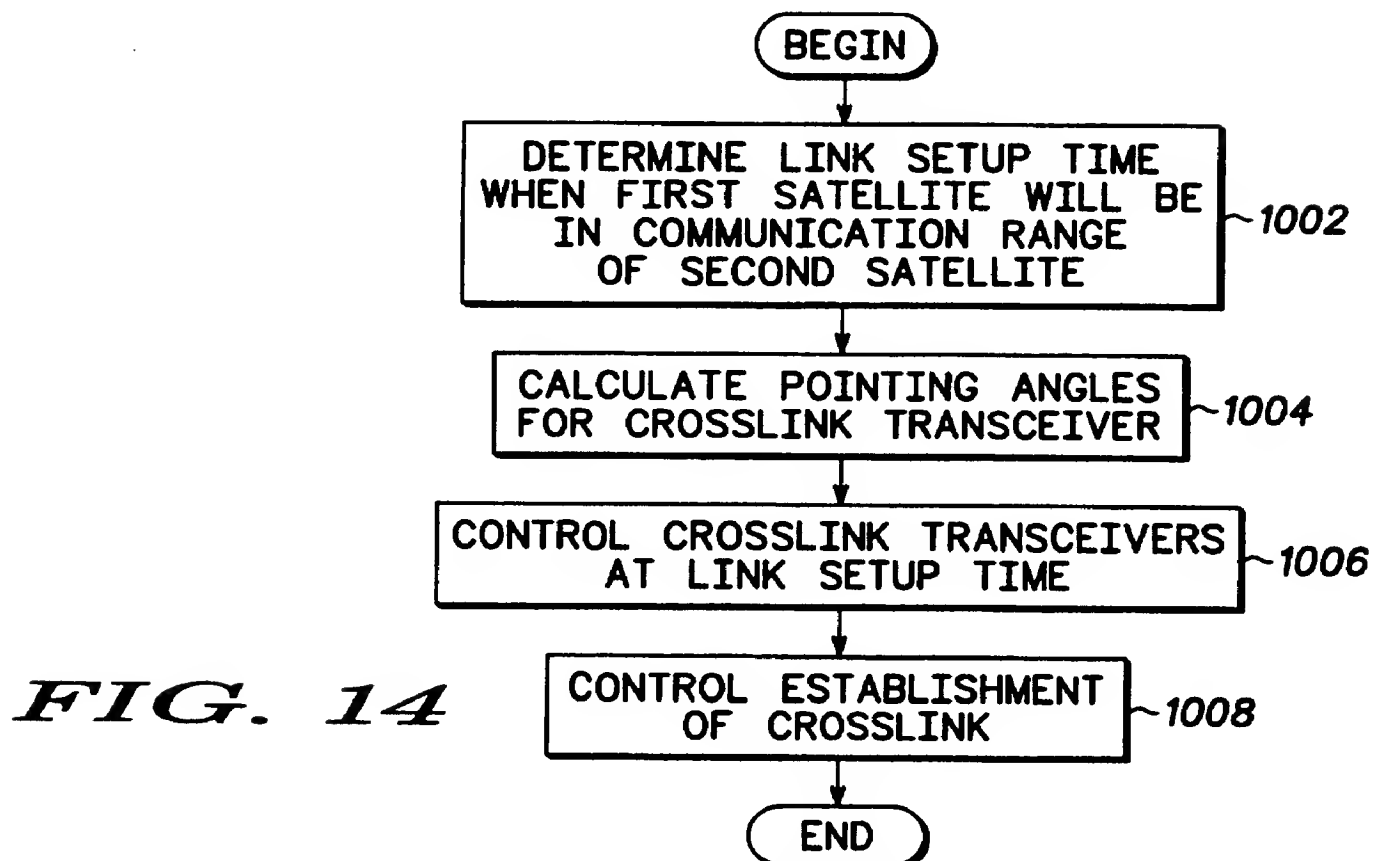 BEGIN
DETERMINE LINK SETUP TIME
WHEN FIRST SATELLITE WILL BE
IN COMMUNICATION RANGE
OF SECOND SATELLITE
1002
CALCULATE POINTING ANGLES
FOR CROSSLINK TRANSCEIVER
1004
CONTROL CROSSLINK TRANSCEIVERS
AT LINK SETUP TIME
1006
CONTROL ESTABLISHMENT
OF CROSSLINK
1008
FIG. 14
END